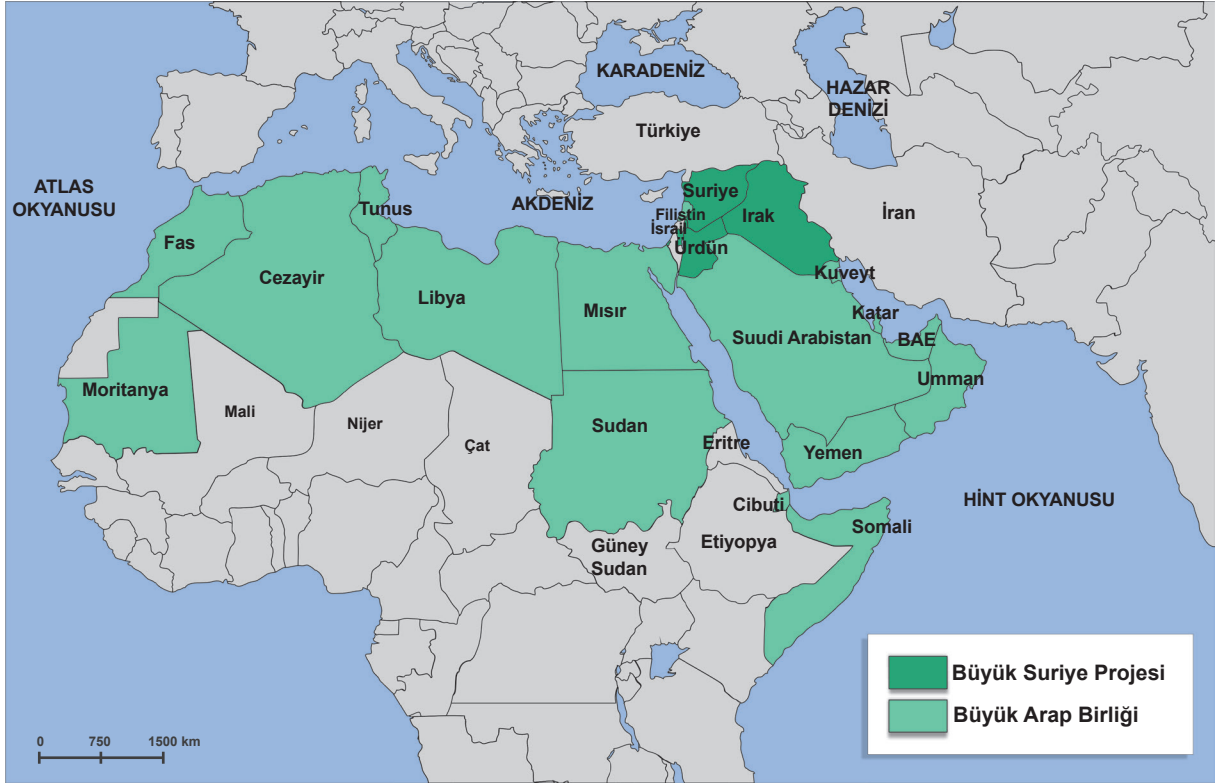 KARADENİZ
HAZAR
DENİZİ
Türkiye
ATLAS
OKYANUSU
AKDENİZ
Tunus
Suriye
Filistin
İsrail
Irak
İran
Ürdün
Fas
Cezayir
Libya
Mısır
Kuveyt
Katar
Suudi Arabistan
BAE
Umman
Moritanya
Mali
Nijer
Çat
Sudan
Eritre
Yemen
Cibuti
Somali
HİNT OKYANUSU
Etiyopya
Güney
Sudan
Büyük Suriye Projesi
Büyük Arap Birliği
0 750 1500 km